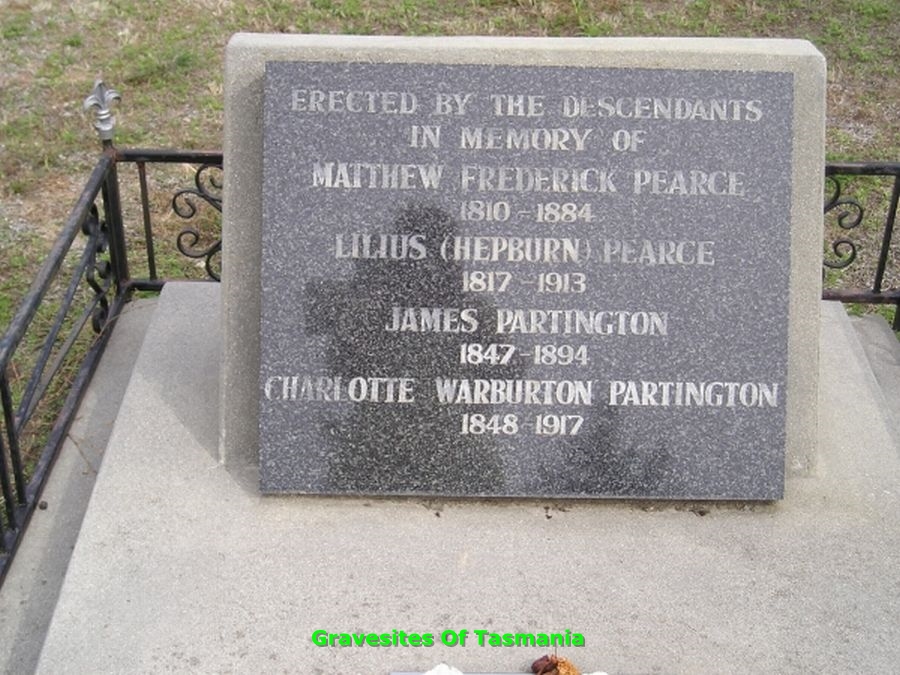 ERECTED BY THE DESCENDANTS
IN MEMORY OF
MATTHEW FREDERICK PEARCE
1810-1884
LILIUS (HEPBURN) PEARCE
1817-1913
JAMES PARTINGTON
1847-1894
CHARLOTTE WARBURTON PARTINGTON
1848-1917
Gravesites Of Tasmania